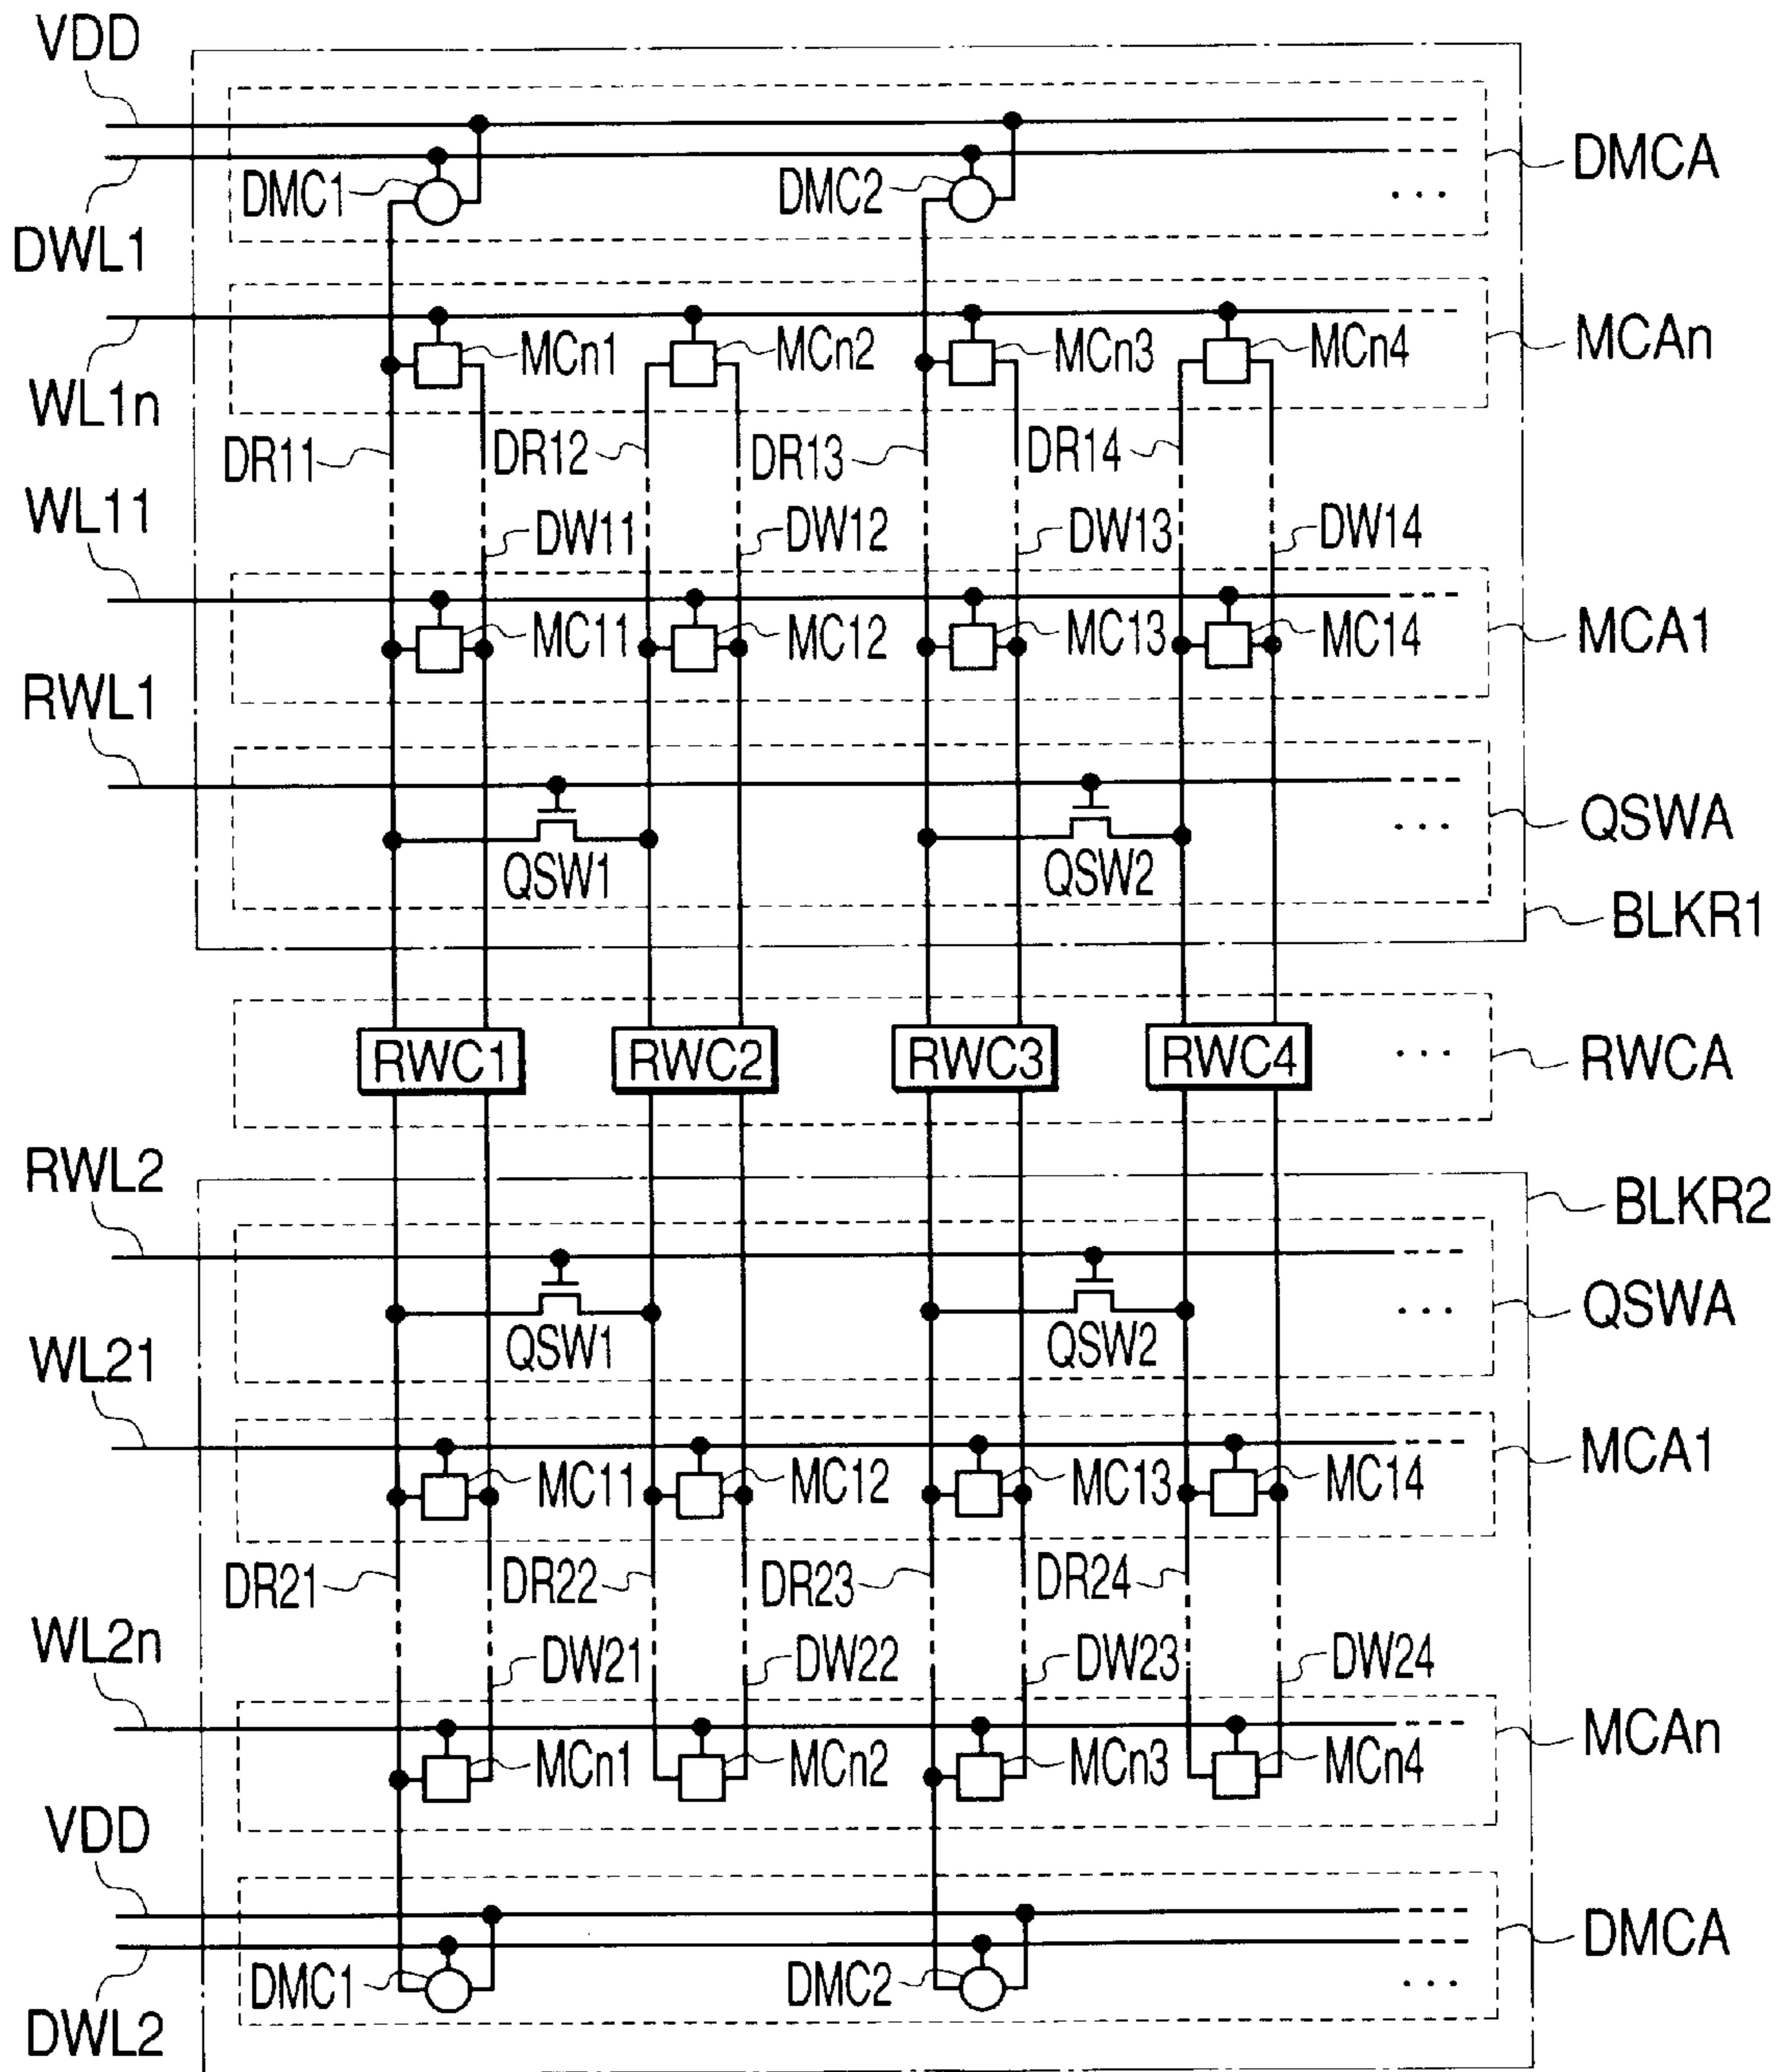 VDD
DMC1
DMC2
DMCA
DWL1
MCn1
MCn2
MCn3
MCn4
MCAn
WL1n
DR11
DR12
DR13
DR14
WL11
DW11
DW12
DW13
DW14
MC11
MC12
MC13
MC14
MCA1
RWL1
QSW1
QSW2
QSWA
BLKR1
RWC1
RWC2
RWC3
RWC4
...
RWCA
RWL2
BLKR2
QSW1
QSW2
QSWA
WL21
MC11
MC12
MC13
MC14
MCA1
DR21
DR22
DR23
DR24
WL2n
DW21
DW22
DW23
DW24
MCn1
MCn2
MCn3
MCn4
MCAn
VDD
DMC1
DMC2
DMCA
DWL2